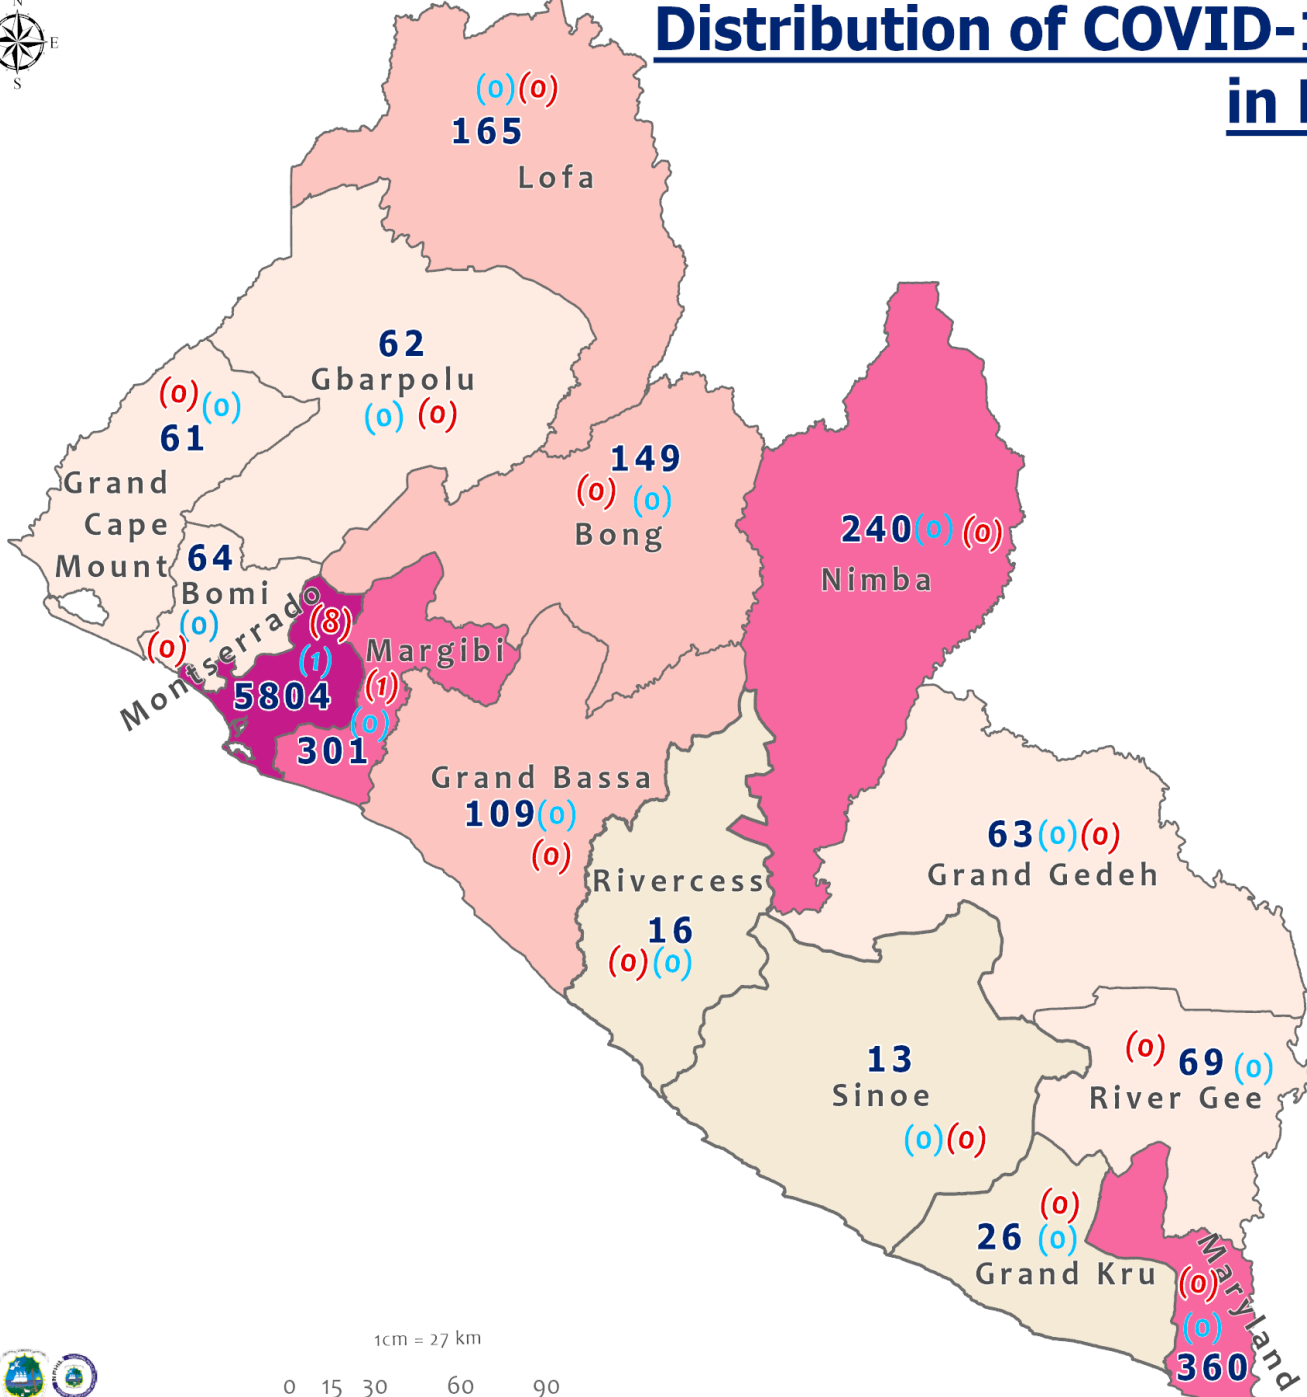 N
E
S
Distribution of COVID-1
in
(0)(0)
165
Lofa
62
Gbarpolu
(0) (0)
(0) (0)
61
Grand
Cape
Mount
149
(0) (0)
Bong
240(0) (0)
Nimba
64
Bomi
(0)
(0)
Montserrado
(8)
(1)
5804
Margibi
(1)
(0)
301
Grand Bassa
109(0)
(0)
Rivercess
16
(0)(0)
63(0)(0)
Grand Gedeh
13
Sinoe
(0)(0)
(0) 69 (0)
River Gee
(0)
26 (0)
Grand Kru
Maryland
(0)
(0)
360
1cm = 27 km
0 15 30 60 90